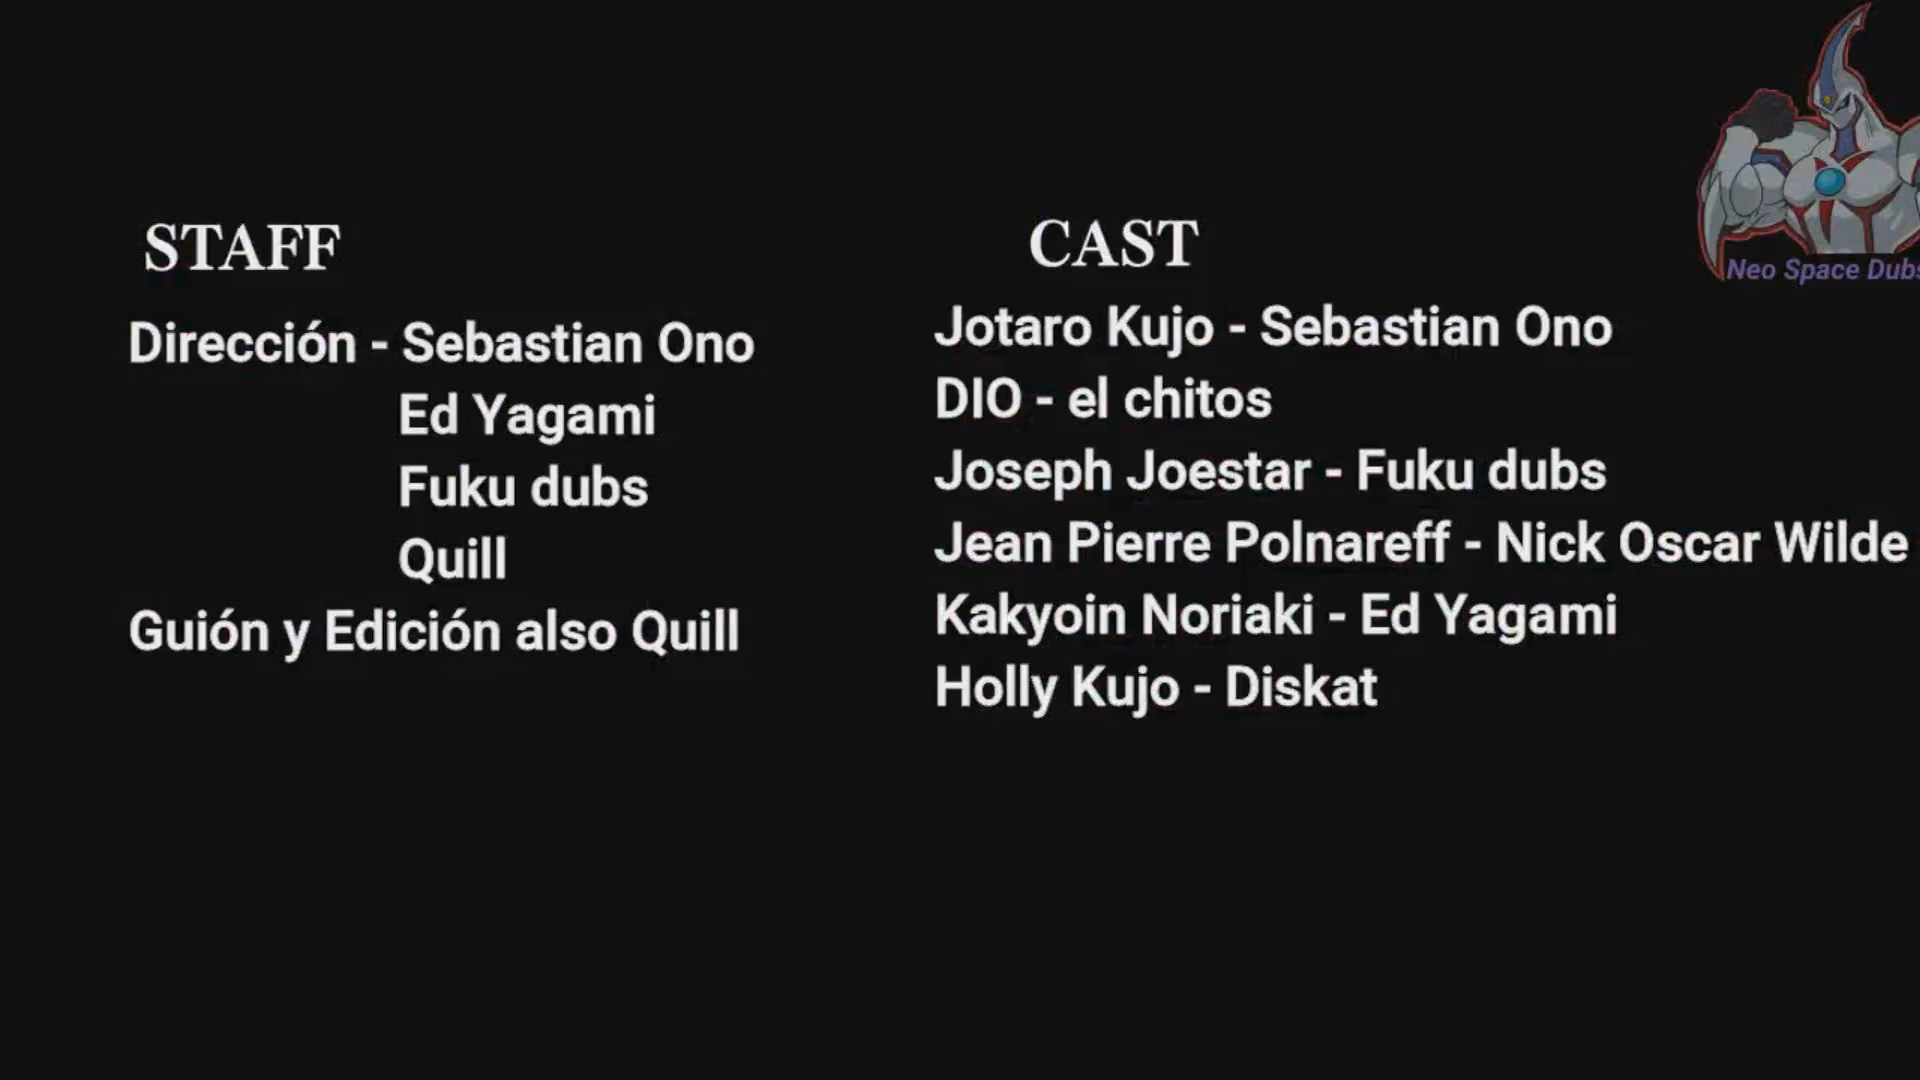 STAFF
Dirección - Sebastian Ono
Ed Yagami
Fuku dubs
Quill
Guión y Edición also Quill
CAST
Jotaro Kujo - Sebastian Ono
DIO - el chitos
Joseph Joestar - Fuku dubs
Jean Pierre Polnareff - Nick Oscar Wilde
Kakyoin Noriaki - Ed Yagami
Holly Kujo - Diskat
Neo Space Dubs